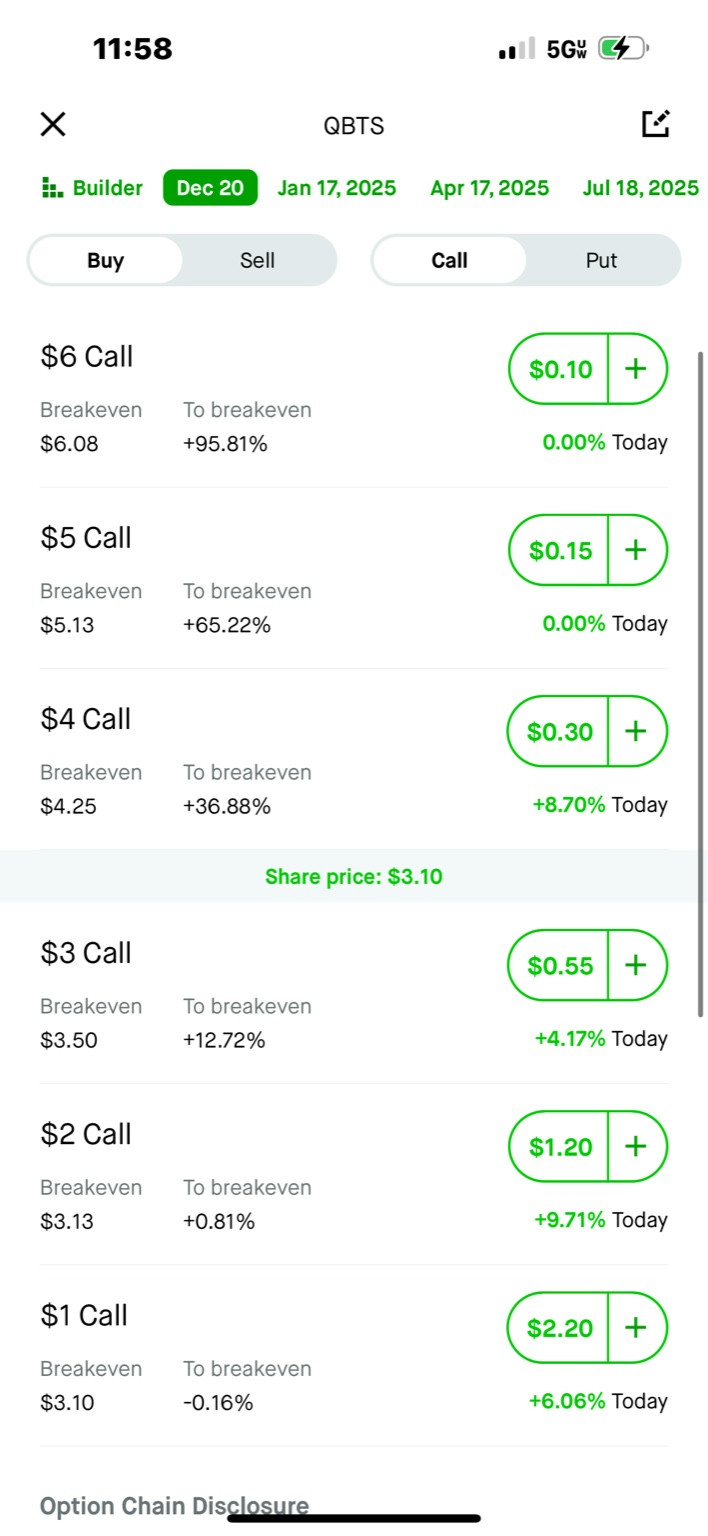 11:58
5GUW
QBTS
Builder Dec 20 Jan 17, 2025 Apr 17, 2025 Jul 18, 2025
Buy Sell Call Put
$6 Call
$0.10 +
Breakeven To breakeven
$6.08 +95.81%
0.00% Today
$5 Call
$0.15 +
Breakeven To breakeven
$5.13 +65.22%
0.00% Today
$4 Call
$0.30 +
Breakeven To breakeven
$4.25 +36.88%
+8.70% Today
Share price: $3.10
$3 Call
$0.55 +
Breakeven To breakeven
$3.50 +12.72%
+4.17% Today
$2 Call
$1.20 +
Breakeven To breakeven
$3.13 +0.81%
+9.71% Today
$1 Call
$2.20 +
Breakeven To breakeven
$3.10 -0.16%
+6.06% Today
Option Chain Disclosure